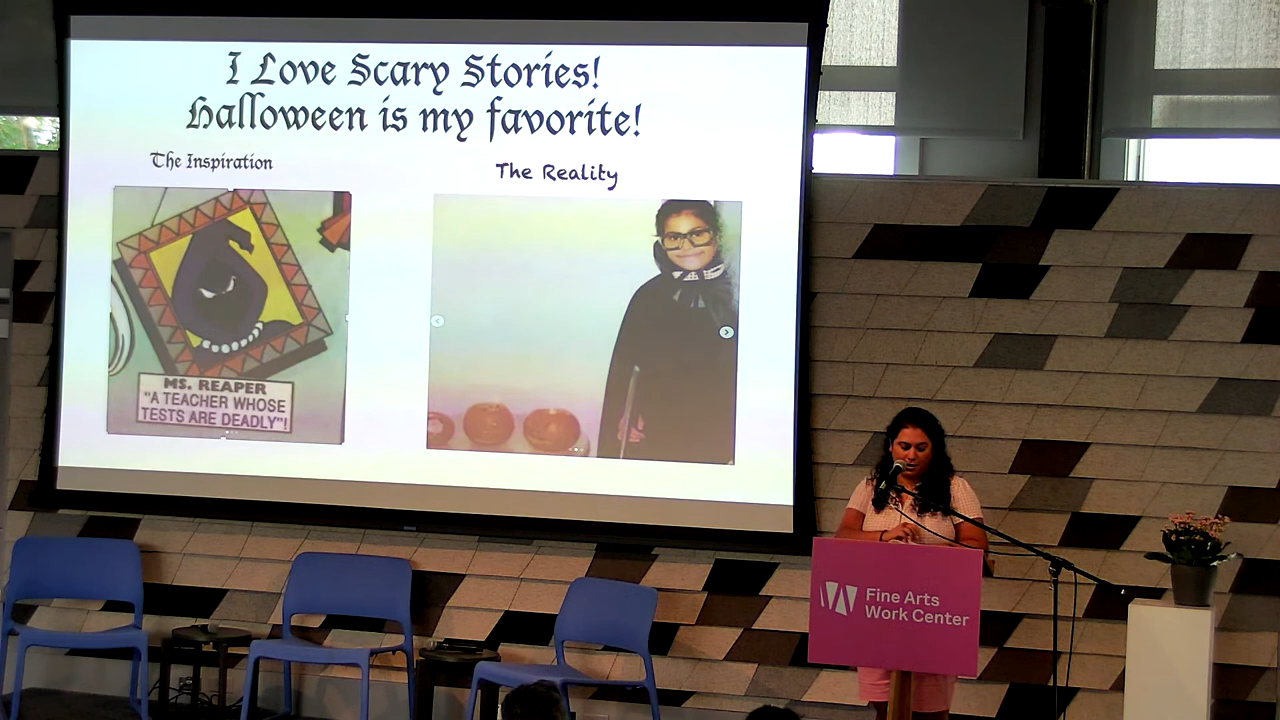 I Love Scary Stories!
Halloween is my favorite!
The Inspiration
The Reality
MS. REAPER
"A TEACHER WHOSE
TESTS ARE DEADLY"!
Fine Arts
Work Center